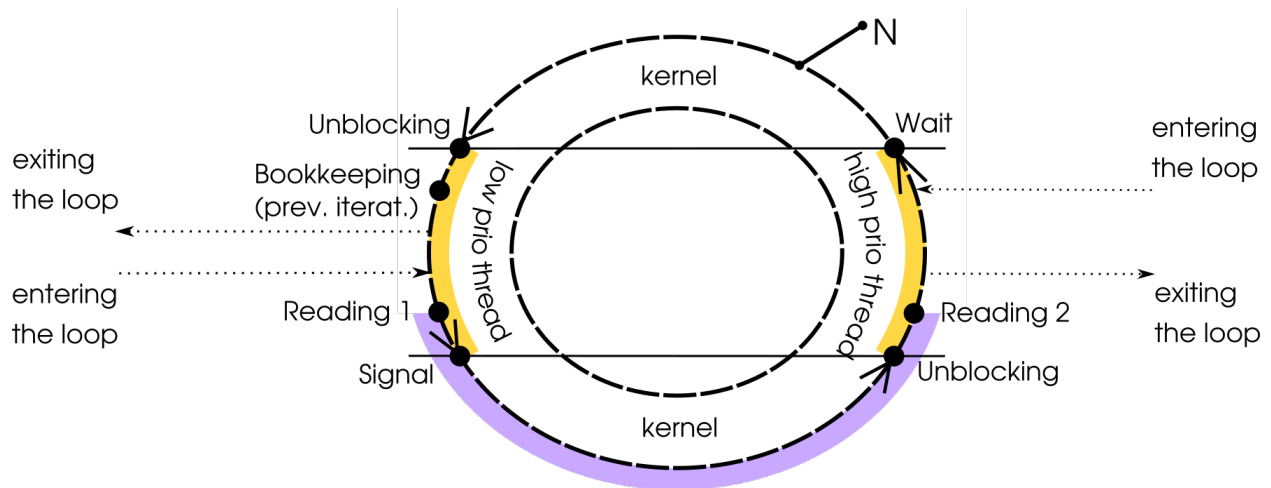 N
kernel
Unblocking
Wait
exiting
the loop
entering
the loop
Bookkeeping
(prev. iterat.)
low prio thread
high prio thread
entering
the loop
Reading 1
Reading 2
exiting
the loop
Signal
Unblocking
kernel